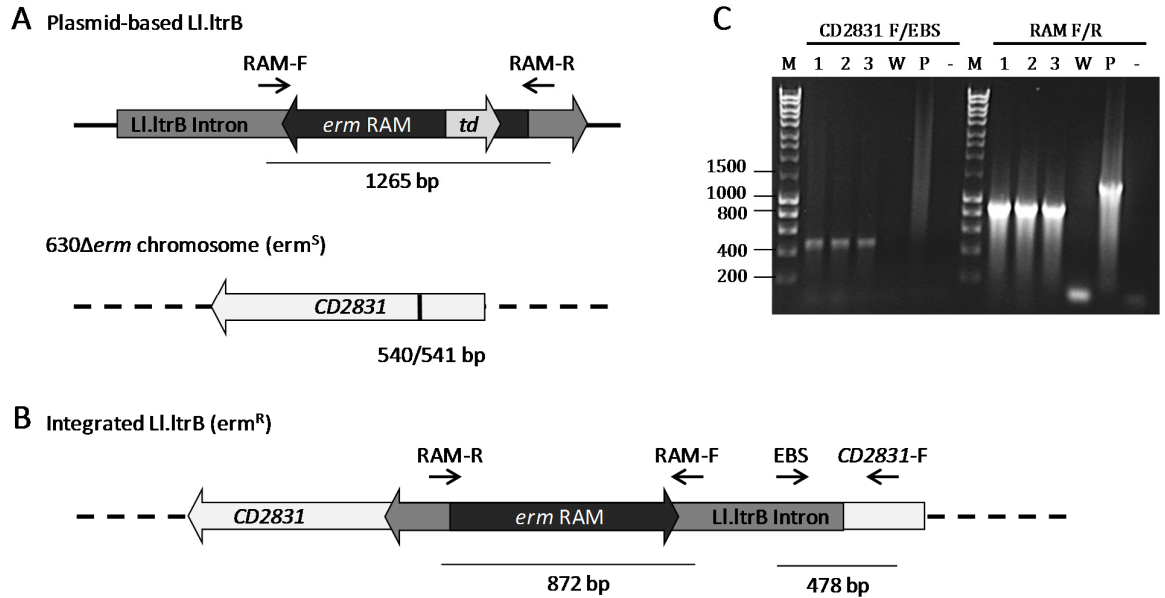 A Plasmid-based Ll.ltrB
RAM-F RAM-R
Ll.ltrB Intron erm RAM td
1265 bp
630Δerm chromosome (ermS)
CD2831
540/541 bp
B Integrated Ll.ltrB (ermR)
RAM-R RAM-F EBS CD2831-F
CD2831 erm RAM Ll.ltrB Intron
872 bp 478 bp
C
CD2831 F/EBS RAM F/R
M 1 2 3 W P - M 1 2 3 W P -
1500
1000
800
400
200